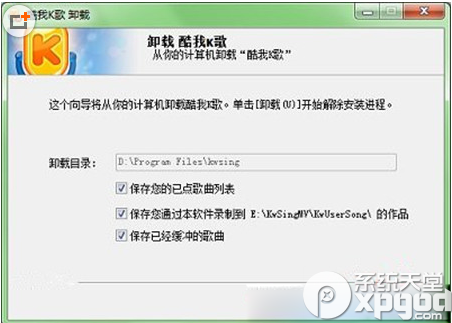 酷我K歌 卸载
卸载 酷我K歌
从你的计算机卸载“酷我K歌”
这个向导将从你的计算机卸载酷我K歌。单击[卸载(U)]开始解除安装进程。
卸载目录: D:\Program Files\kwsing
保存您的已点歌曲列表
保存您通过本软件录制到 E:\KwSingMV\KwUserSong\ 的作品
保存已经缓冲的歌曲
系统天堂
xpgod